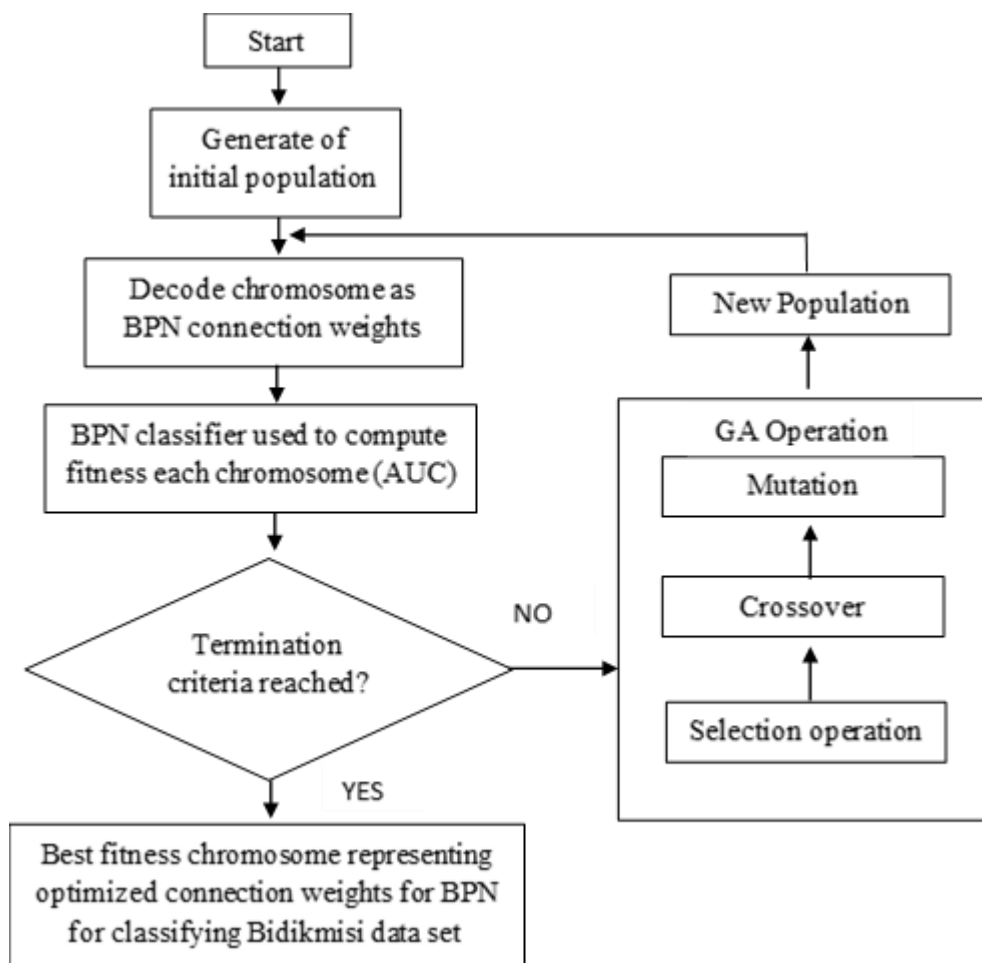 Start
Generate of
initial population
Decode chromosome as
BPN connection weights
BPN classifier used to compute
fitness each chromosome (AUC)
Termination
criteria reached?
NO
YES
Best fitness chromosome representing
optimized connection weights for BPN
for classifying Bidikmisi data set
New Population
GA Operation
Mutation
Crossover
Selection operation